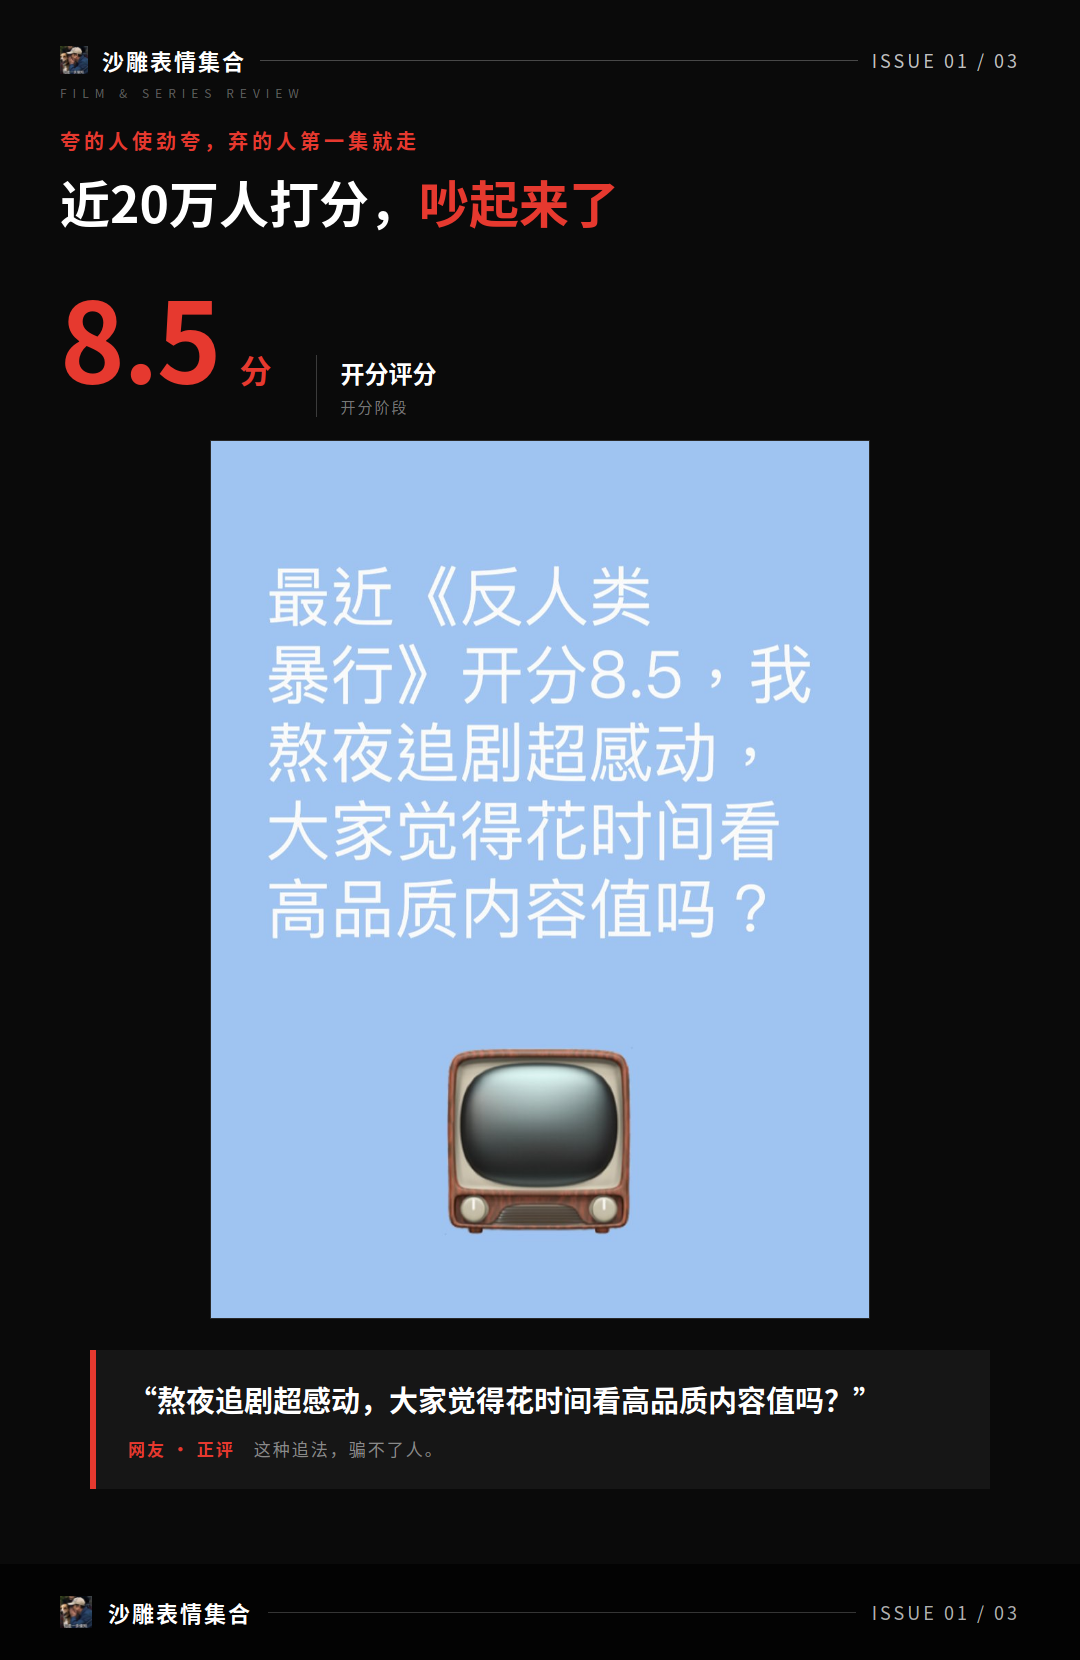 沙雕表情集合
ISSUE 01 / 03
FILM & SERIES REVIEW
夸的人使劲夸，弃的人第一集就走
近20万人打分，吵起来了
8.5 分
开分评分
开分阶段
最近《反人类
暴行》开分8.5，我
熬夜追剧超感动，
大家觉得花时间看
高品质内容值吗？
“熬夜追剧超感动，大家觉得花时间看高品质内容值吗？”
网友 · 正评 这种追法，骗不了人。
沙雕表情集合
ISSUE 01 / 03